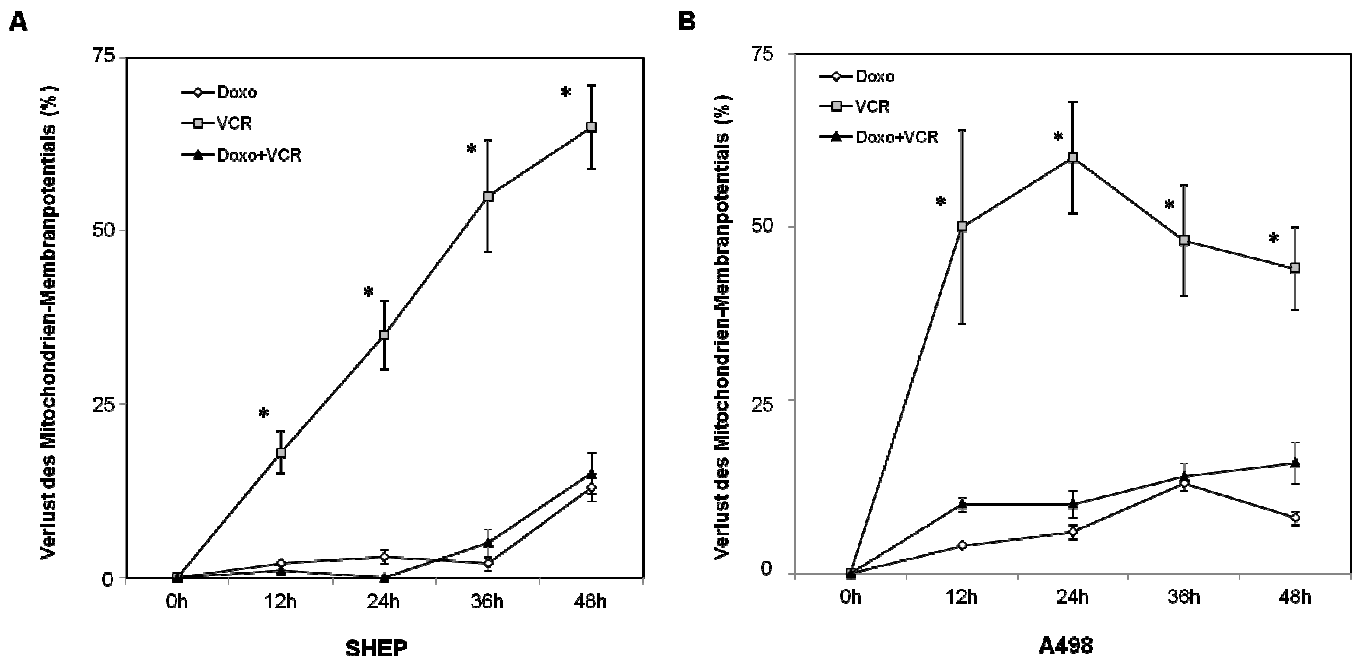 A
Verlust des Mitochondrien-Membranpotentials (%)
75
50
25
0
Doxo
VCR
Doxo+VCR
*
*
*
*
0h
12h
24h
36h
48h
SHEP
B
Verlust des Mitochondrien-Membranpotentials (%)
75
50
25
0
Doxo
VCR
Doxo+VCR
*
*
*
*
0h
12h
24h
36h
48h
A498